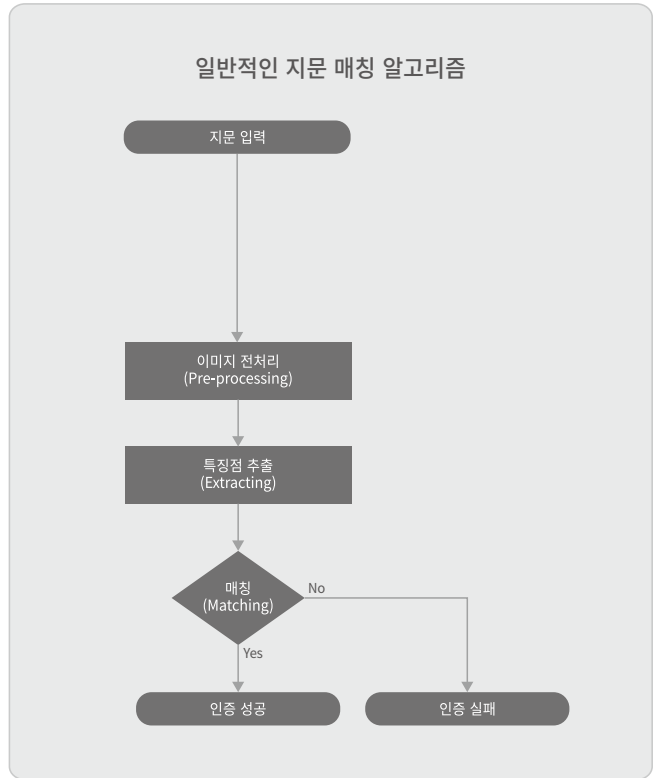 일반적인 지문 매칭 알고리즘
지문 입력
이미지 전처리
(Pre-processing)
특징점 추출
(Extracting)
매칭
(Matching)
No
Yes
인증 성공
인증 실패